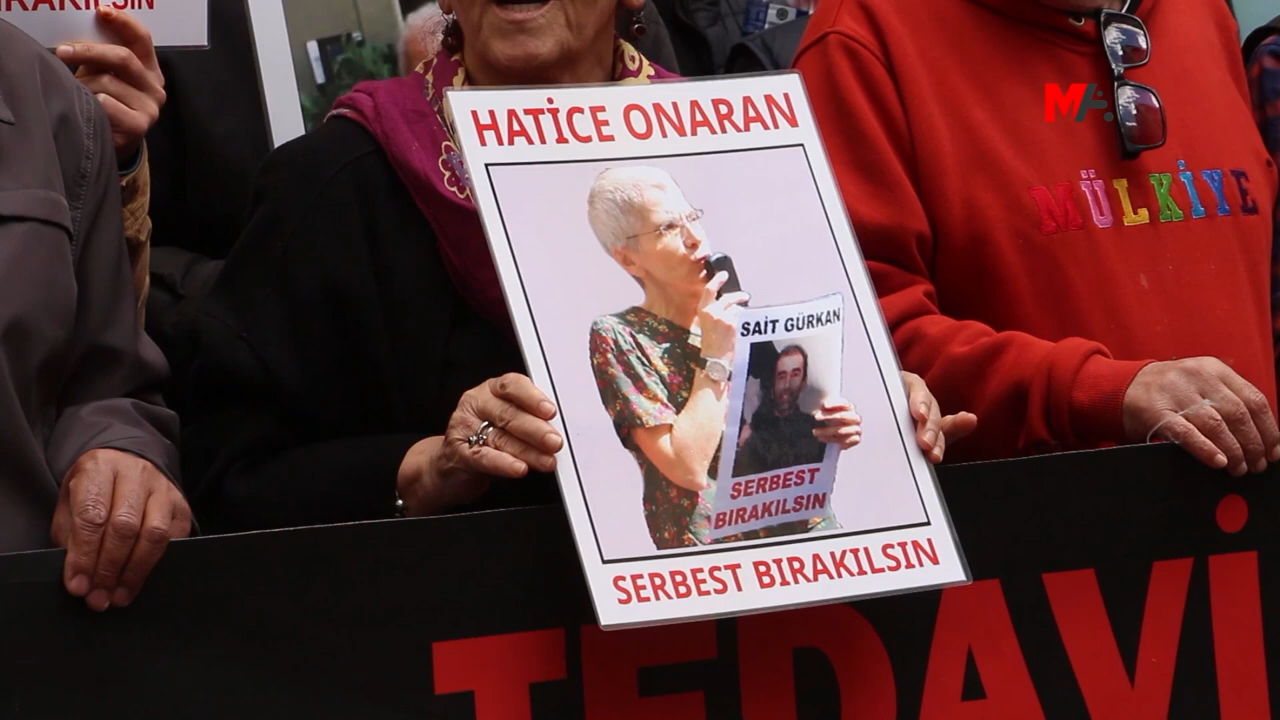 BIRAKILSIN
HATİCE ONARAN
SAİT GÜRKAN
SERBEST
BIRAKILSIN
SERBEST BIRAKILSIN
MA
MÜLKİYE
TEDAVİ